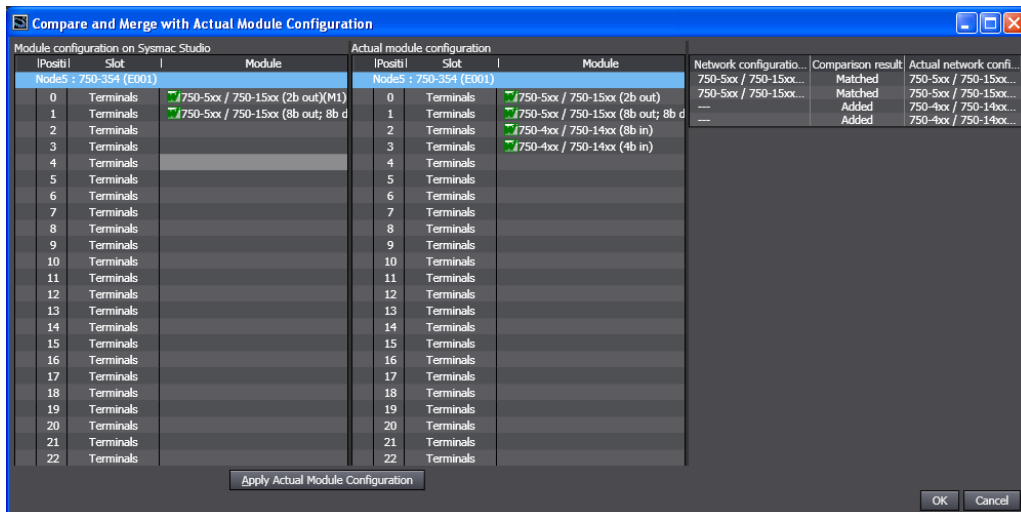 Compare and Merge with Actual Module Configuration
Module configuration on Sysmac Studio
|Positi| Slot | Module
Node5 : 750-354 (E001)
0 Terminals 750-5xx / 750-15xx (2b out)(M1)
1 Terminals 750-5xx / 750-15xx (8b out; 8b d
2 Terminals
3 Terminals
4 Terminals
5 Terminals
6 Terminals
7 Terminals
8 Terminals
9 Terminals
10 Terminals
11 Terminals
12 Terminals
13 Terminals
14 Terminals
15 Terminals
16 Terminals
17 Terminals
18 Terminals
19 Terminals
20 Terminals
21 Terminals
22 Terminals
Actual module configuration
|Positi| Slot | Module
Node5 : 750-354 (E001)
0 Terminals 750-5xx / 750-15xx (2b out)
1 Terminals 750-5xx / 750-15xx (8b out; 8b d
2 Terminals 750-4xx / 750-14xx (8b in)
3 Terminals 750-4xx / 750-14xx (4b in)
4 Terminals
5 Terminals
6 Terminals
7 Terminals
8 Terminals
9 Terminals
10 Terminals
11 Terminals
12 Terminals
13 Terminals
14 Terminals
15 Terminals
16 Terminals
17 Terminals
18 Terminals
19 Terminals
20 Terminals
21 Terminals
22 Terminals
Network configuratio... Comparison result Actual network confi...
750-5xx / 750-15xx... Matched 750-5xx / 750-15xx...
750-5xx / 750-15xx... Matched 750-5xx / 750-15xx...
--- Added 750-4xx / 750-14xx...
--- Added 750-4xx / 750-14xx...
Apply Actual Module Configuration
OK Cancel